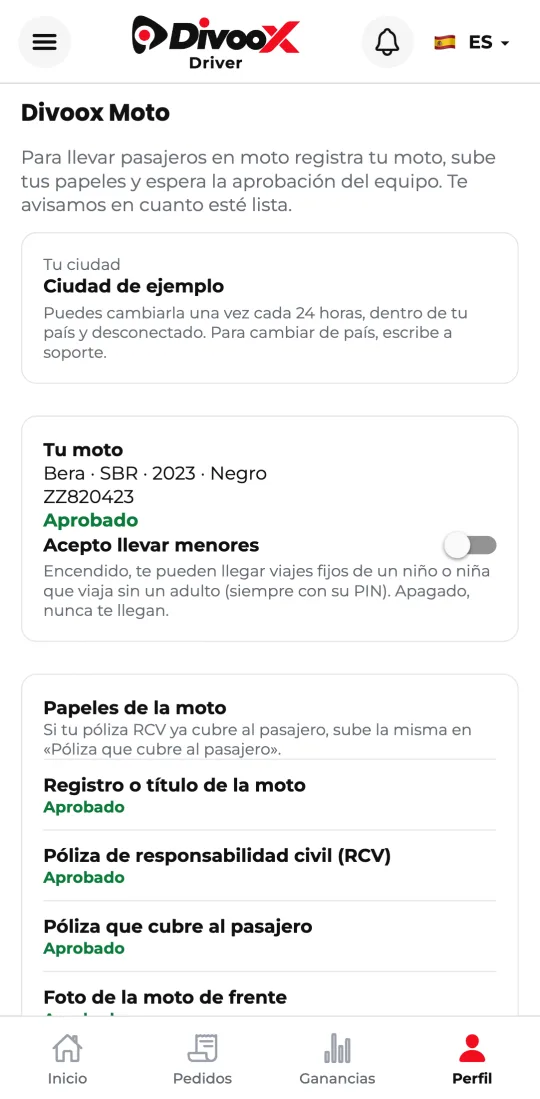 DivooX
Driver
ES
Divoox Moto
Para llevar pasajeros en moto registra tu moto, sube
tus papeles y espera la aprobación del equipo. Te
avisamos en cuanto esté lista.
Tu ciudad
Ciudad de ejemplo
Puedes cambiarla una vez cada 24 horas, dentro de tu
país y desconectado. Para cambiar de país, escribe a
soporte.
Tu moto
Bera · SBR · 2023 · Negro
ZZ820423
Aprobado
Acepto llevar menores
Encendido, te pueden llegar viajes fijos de un niño o niña
que viaja sin un adulto (siempre con su PIN). Apagado,
nunca te llegan.
Papeles de la moto
Si tu póliza RCV ya cubre al pasajero, sube la misma en
«Póliza que cubre al pasajero».
Registro o título de la moto
Aprobado
Póliza de responsabilidad civil (RCV)
Aprobado
Póliza que cubre al pasajero
Aprobado
Foto de la moto de frente
Inicio
Pedidos
Ganancias
Perfil